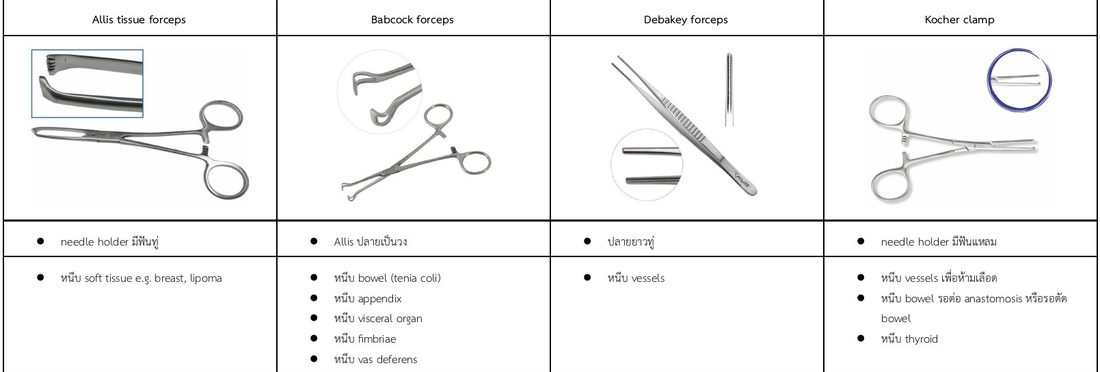 Allis tissue forceps
Babcock forceps
Debakey forceps
Kocher clamp
● needle holder มีฟันทู่
● Allis ปลายเป็นวง
● ปลายยาวทู่
● needle holder มีฟันแหลม
● หนีบ soft tissue e.g. breast, lipoma
● หนีบ bowel (tenia coli)
● หนีบ appendix
● หนีบ visceral organ
● หนีบ fimbriae
● หนีบ vas deferens
● หนีบ vessels
● หนีบ vessels เพื่อห้ามเลือด
● หนีบ bowel รอต่อ anastomosis หรือรอตัด
bowel
● หนีบ thyroid